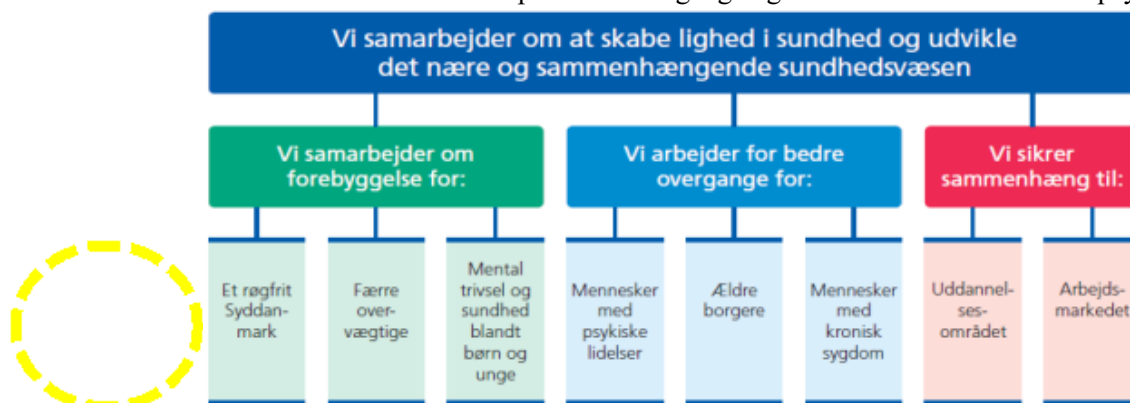 Vi samarbejder om at skabe lighed i sundhed og udvikle
det nære og sammenhængende sundhedsvæsen
Vi samarbejder om
forebyggelse for:
Vi arbejder for bedre
overgange for:
Vi sikrer
sammenhæng til:
Et røgfrit
Syddan-
mark
Færre
over-
vægtige
Mental
trivsel og
sundhed
blandt
børn og
unge
Mennesker
med
psykiske
lidelser
Ældre
borgere
Mennesker
med
kronisk
sygdom
Uddannel-
ses-
området
Arbejds-
markedet